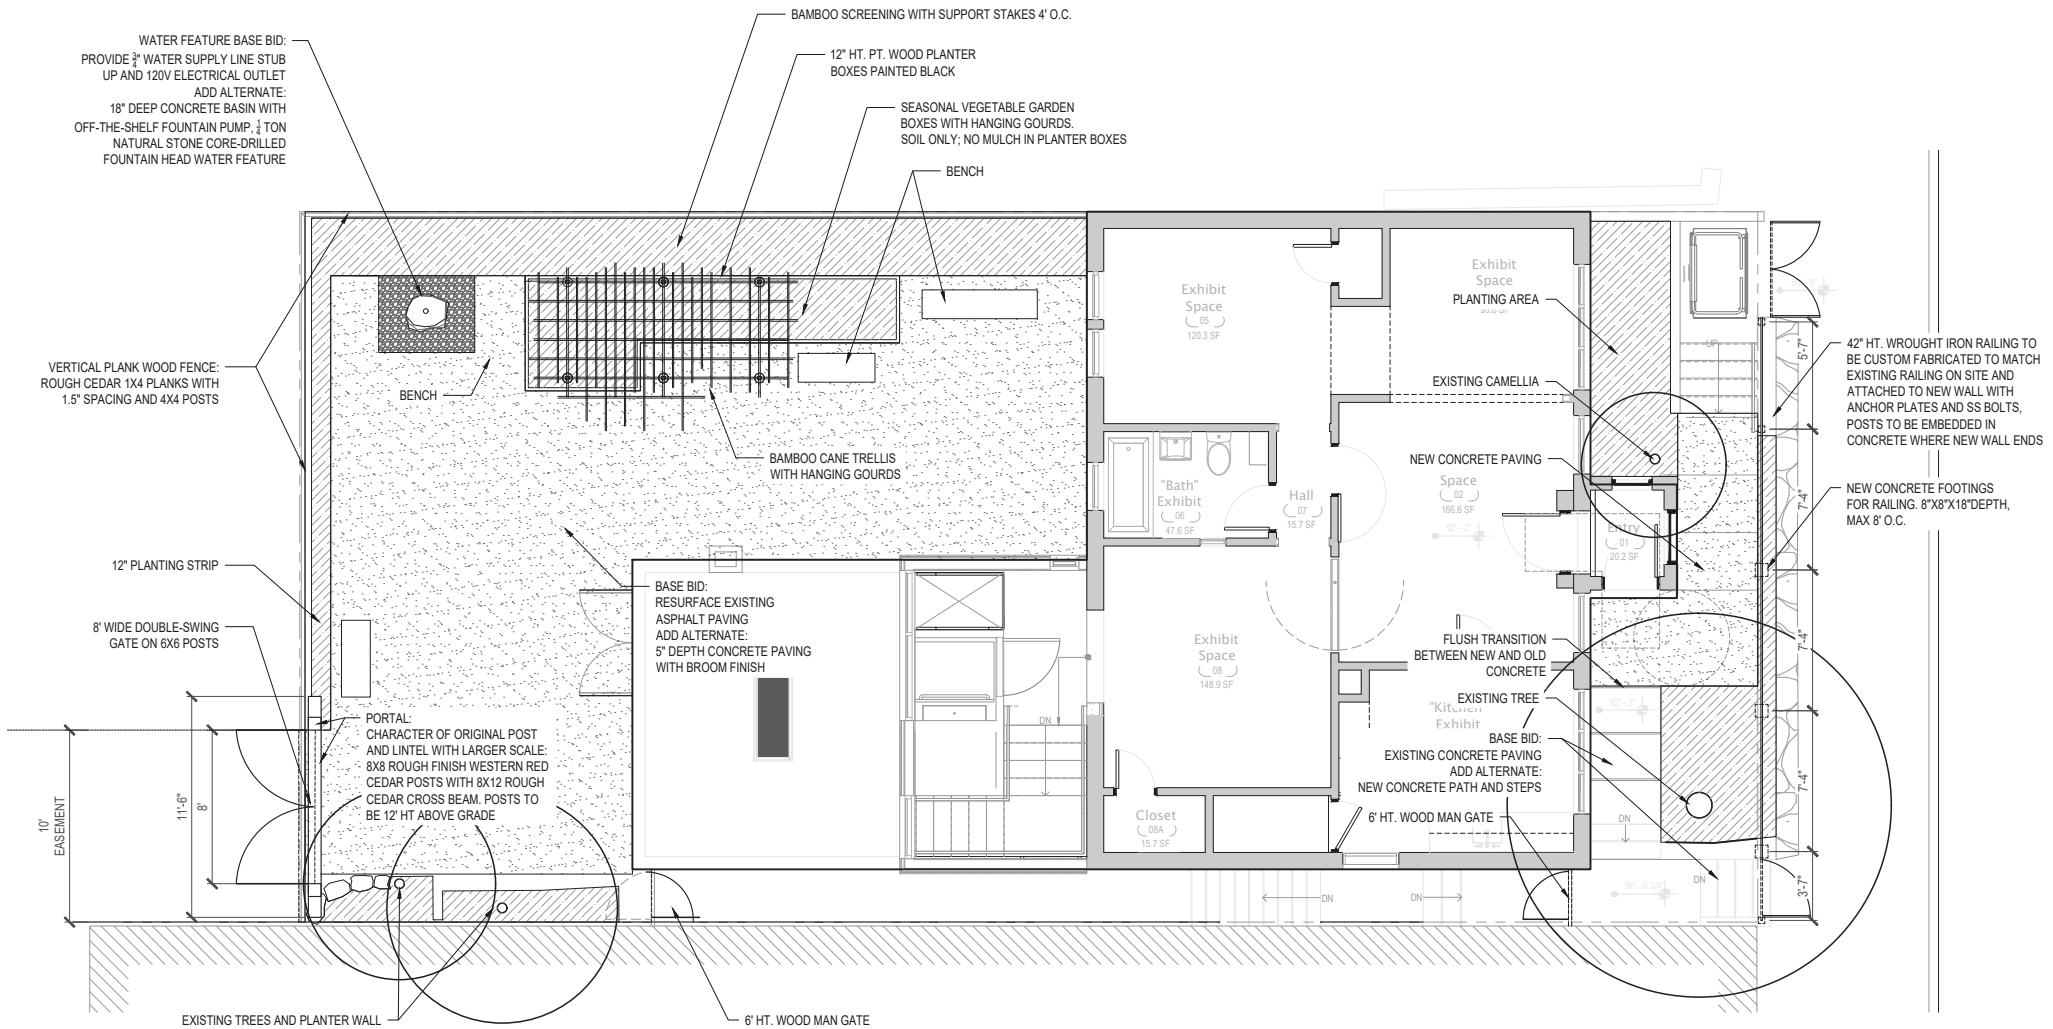 BAMBOO SCREENING WITH SUPPORT STAKES 4' O.C.
WATER FEATURE BASE BID:
PROVIDE 3/4" WATER SUPPLY LINE STUB
UP AND 120V ELECTRICAL OUTLET
ADD ALTERNATE:
18" DEEP CONCRETE BASIN WITH
OFF-THE-SHELF FOUNTAIN PUMP, 1/4 TON
NATURAL STONE CORE-DRILLED
FOUNTAIN HEAD WATER FEATURE
12" HT. PT. WOOD PLANTER
BOXES PAINTED BLACK
SEASONAL VEGETABLE GARDEN
BOXES WITH HANGING GOURDS.
SOIL ONLY; NO MULCH IN PLANTER BOXES
BENCH
VERTICAL PLANK WOOD FENCE:
ROUGH CEDAR 1X4 PLANKS WITH
1.5" SPACING AND 4X4 POSTS
BENCH
BAMBOO CANE TRELLIS
WITH HANGING GOURDS
12" PLANTING STRIP
8' WIDE DOUBLE-SWING
GATE ON 6X6 POSTS
BASE BID:
RESURFACE EXISTING
ASPHALT PAVING
ADD ALTERNATE:
5" DEPTH CONCRETE PAVING
WITH BROOM FINISH
PORTAL:
CHARACTER OF ORIGINAL POST
AND LINTEL WITH LARGER SCALE:
8X8 ROUGH FINISH WESTERN RED
CEDAR POSTS WITH 8X12 ROUGH
CEDAR CROSS BEAM. POSTS TO
BE 12' HT ABOVE GRADE
10'
EASEMENT
11'-6"
8'
EXISTING TREES AND PLANTER WALL
6' HT. WOOD MAN GATE
Exhibit
Space
05
120.3 SF
Exhibit
Space
"Bath"
Exhibit
06
47.6 SF
Hall
07
15.7 SF
Space
02
166.6 SF
92' - 2"
Entry
01
20.2 SF
Exhibit
Space
08
148.9 SF
"Kitchen
Exhibit
Closet
08A
15.7 SF
DN
DN
DN
PLANTING AREA
EXISTING CAMELLIA
NEW CONCRETE PAVING
FLUSH TRANSITION
BETWEEN NEW AND OLD
CONCRETE
EXISTING TREE
BASE BID:
EXISTING CONCRETE PAVING
ADD ALTERNATE:
NEW CONCRETE PATH AND STEPS
6' HT. WOOD MAN GATE
UP
92' - 2"
DN
DN
90' - 6 3/4"
5'-7"
7'-4"
7'-4"
7'-4"
3'-7"
42" HT. WROUGHT IRON RAILING TO
BE CUSTOM FABRICATED TO MATCH
EXISTING RAILING ON SITE AND
ATTACHED TO NEW WALL WITH
ANCHOR PLATES AND SS BOLTS,
POSTS TO BE EMBEDDED IN
CONCRETE WHERE NEW WALL ENDS
NEW CONCRETE FOOTINGS
FOR RAILING. 8"X8"X18"DEPTH,
MAX 8' O.C.